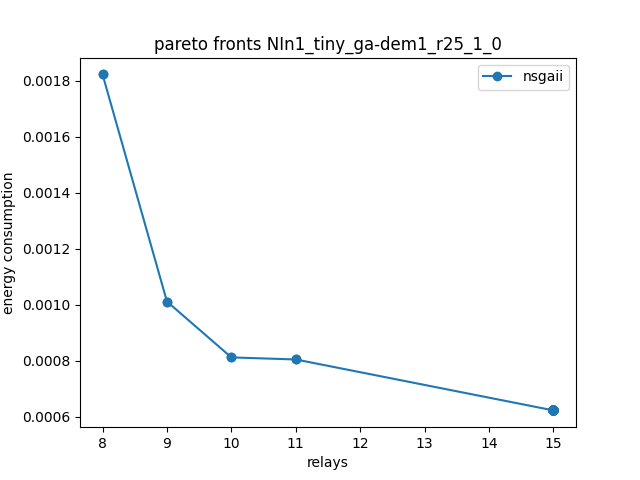 pareto fronts NIn1_tiny_ga-dem1_r25_1_0
nsgaii
0.0018
0.0016
0.0014
0.0012
0.0010
0.0008
0.0006
energy consumption
8 9 10 11 12 13 14 15
relays